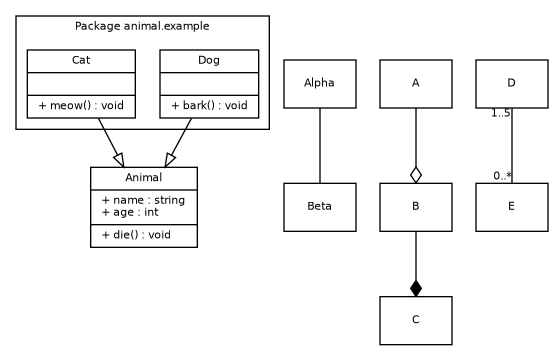 Package animal.example
Cat
+ meow() : void
Dog
+ bark() : void
Animal
+ name : string
+ age : int
+ die() : void
Alpha
Beta
A
B
C
D
1..5
0..*
E